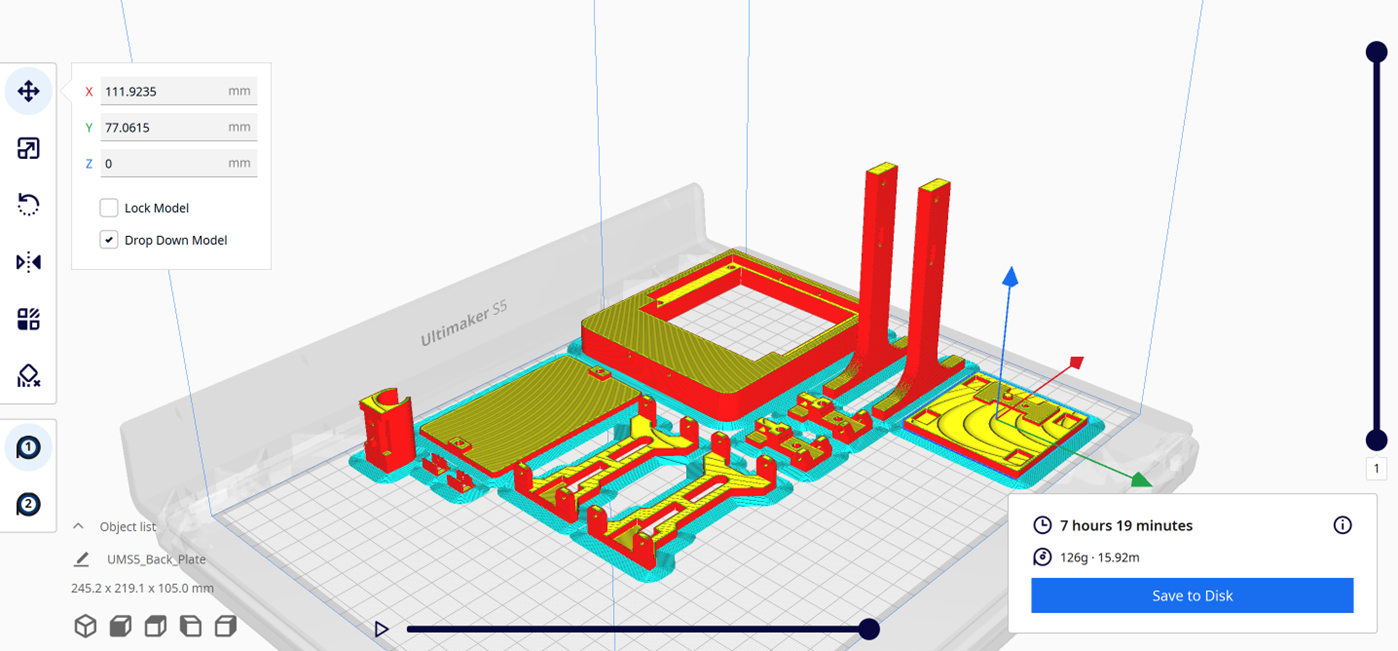 X 111.9235 mm
Y 77.0615 mm
Z 0 mm
Lock Model
Drop Down Model
Ultimaker S5
1
2
1
Object list
UMS5_Back_Plate
245.2 x 219.1 x 105.0 mm
7 hours 19 minutes
126g · 15.92m
Save to Disk